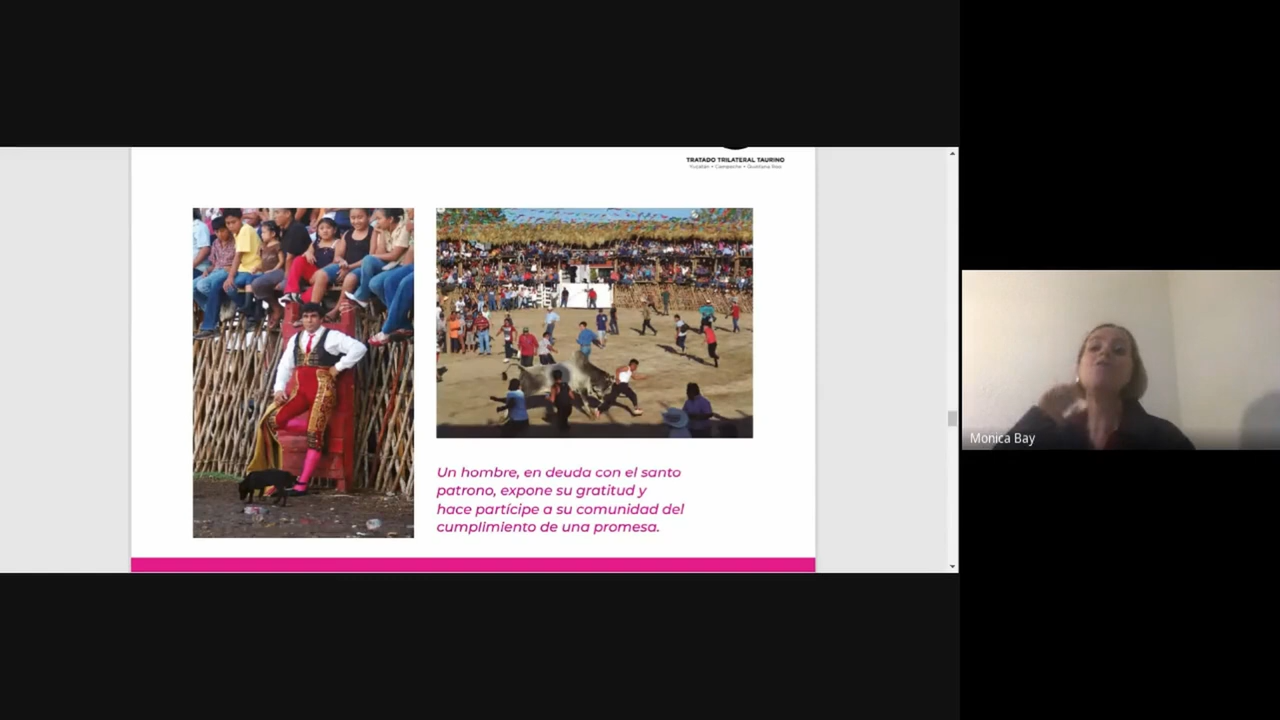 TRATADO TRILATERAL TAURINO
Yucatán • Campeche • Quintana Roo
Un hombre, en deuda con el santo
patrono, expone su gratitud y
hace partícipe a su comunidad del
cumplimiento de una promesa.
Monica Bay